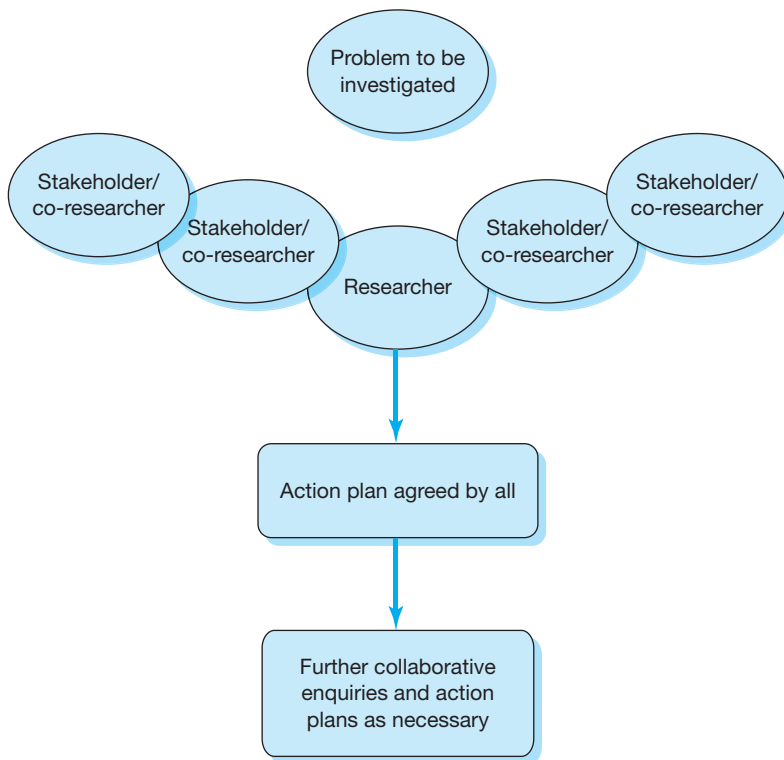 Problem to be
investigated
Stakeholder/
co-researcher
Stakeholder/
co-researcher
Researcher
Stakeholder/
co-researcher
Stakeholder/
co-researcher
Action plan agreed by all
Further collaborative
enquiries and action
plans as necessary